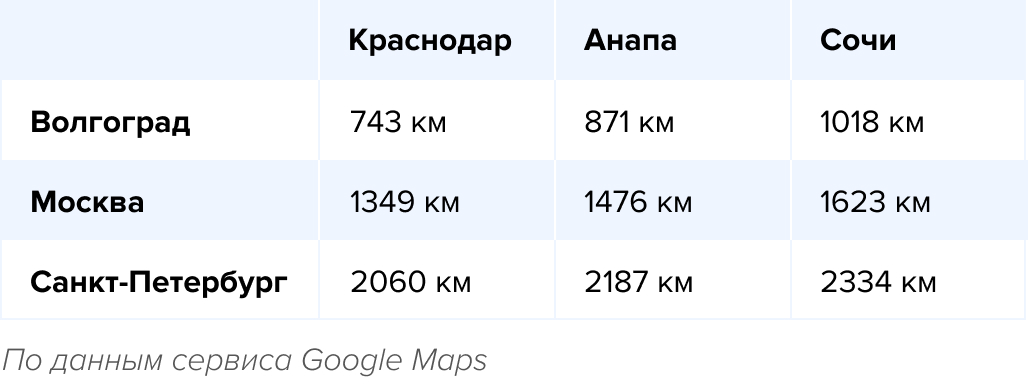 Краснодар Анапа Сочи
Волгоград 743 км 871 км 1018 км
Москва 1349 км 1476 км 1623 км
Санкт-Петербург 2060 км 2187 км 2334 км
По данным сервиса Google Maps